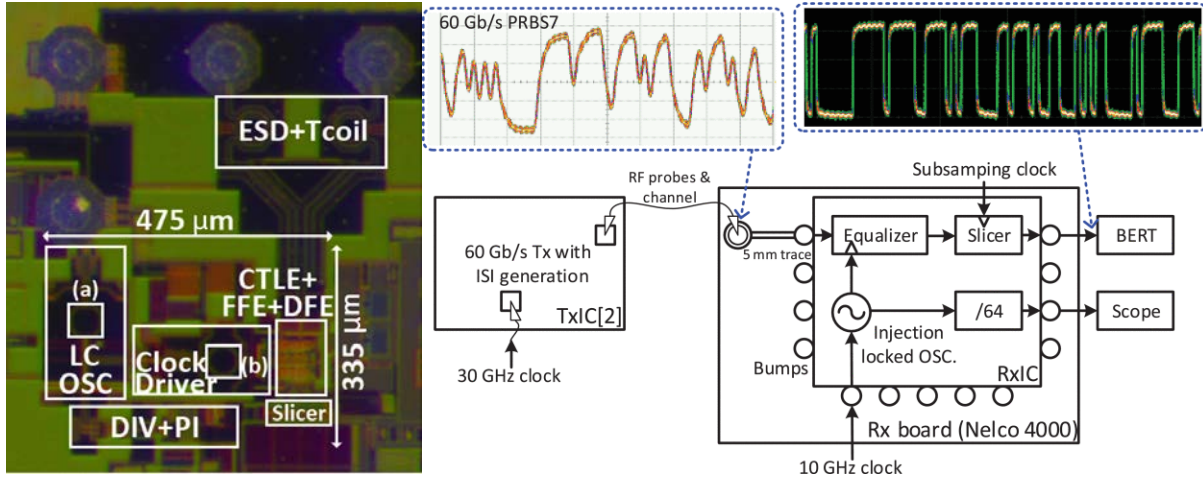 ESD+Tcoil
475 µm
(a)
LC
OSC
CTLE+
FFE+DFE
Clock
Driver
(b)
335 µm
Slicer
DIV+PI
60 Gb/s PRBS7
RF probes &
channel
Subsamping clock
60 Gb/s Tx with
ISI generation
TxIC[2]
30 GHz clock
5 mm trace
Equalizer
Slicer
BERT
Injection
locked OSC.
/64
Scope
Bumps
RxIC
Rx board (Nelco 4000)
10 GHz clock